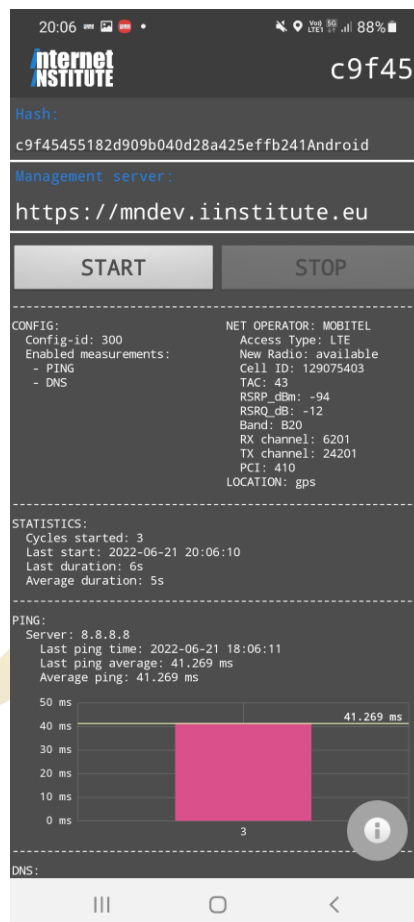 20:06 88%
Internet
INSTITUTE
c9f45
Hash:
c9f45455182d909b040d28a425effb241Android
Management server:
https://mndev.iinstitute.eu
START STOP
CONFIG:
Config-id: 300
Enabled measurements:
- PING
- DNS
NET OPERATOR: MOBITEL
Access Type: LTE
New Radio: available
Cell ID: 129075403
TAC: 43
RSRP_dBm: -94
RSRQ_dB: -12
Band: B20
RX channel: 6201
TX channel: 24201
PCI: 410
LOCATION: gps
STATISTICS:
Cycles started: 3
Last start: 2022-06-21 20:06:10
Last duration: 6s
Average duration: 5s
PING:
Server: 8.8.8.8
Last ping time: 2022-06-21 18:06:11
Last ping average: 41.269 ms
Average ping: 41.269 ms
50 ms
41.269 ms
40 ms
30 ms
20 ms
10 ms
0 ms
3
DNS: